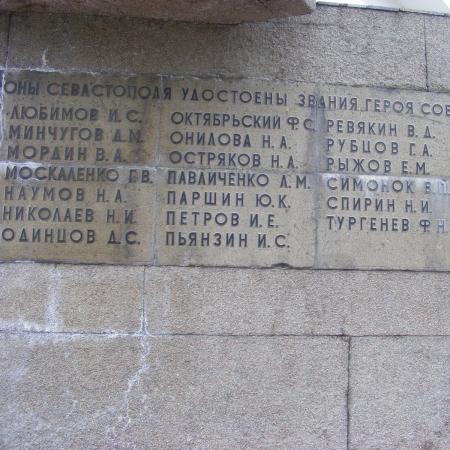 ОНЫ СЕВАСТОПОЛЯ УДОСТОЕНЫ ЗВАНИЯ ГЕРОЯ СОВ
ЛЮБИМОВ И.С.
МИНЧУГОВ Д.М.
МОРДИН В.А.
МОСКАЛЕНКО Г.В.
НАУМОВ Н.А.
НИКОЛАЕВ Н.И.
ОДИНЦОВ Д.С.
ОКТЯБРЬСКИЙ Ф.С.
ОНИЛОВА Н.А.
ОСТРЯКОВ Н.А.
ПАВЛИЧЕНКО Л.М.
ПАРШИН Ю.К.
ПЕТРОВ И.Е.
ПЬЯНЗИН И.С.
РЕВЯКИН В.Д.
РУБЦОВ Г.А.
РЫЖОВ Е.М.
СИМОНОК В.П.
СПИРИН Н.И.
ТУРГЕНЕВ Ф.Н.